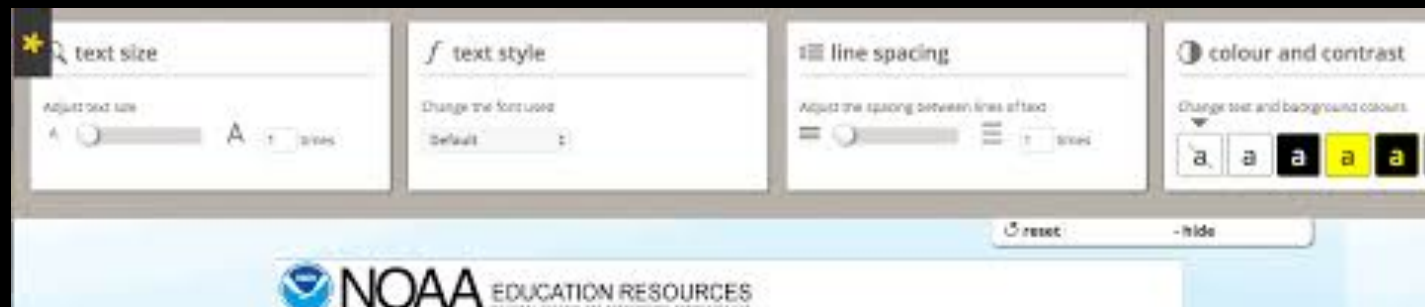 text size
Adjust text size
A A 1 times
text style
Change the font used
Default
line spacing
Adjust the spacing between lines of text
1 times
colour and contrast
Change text and background colours
a a a a a
reset - hide
NOAA EDUCATION RESOURCES